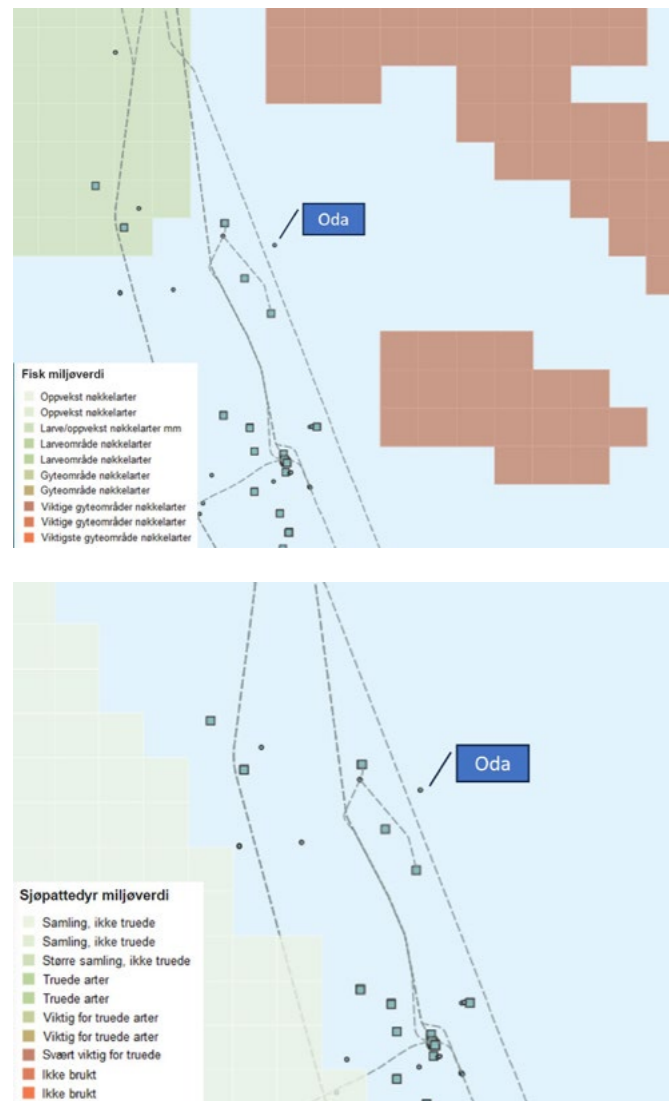 Oda
Fisk miljøverdi
Oppvekst nøkkelarter
Oppvekst nøkkelarter
Larve/oppvekst nøkkelarter mm
Larveområde nøkkelarter
Larveområde nøkkelarter
Gyteområde nøkkelarter
Gyteområde nøkkelarter
Viktige gyteområder nøkkelarter
Viktige gyteområder nøkkelarter
Viktigste gyteområde nøkkelarter
Oda
Sjøpattedyr miljøverdi
Samling, ikke truede
Samling, ikke truede
Større samling, ikke truede
Truede arter
Truede arter
Viktig for truede arter
Viktig for truede arter
Svært viktig for truede
Ikke brukt
Ikke brukt